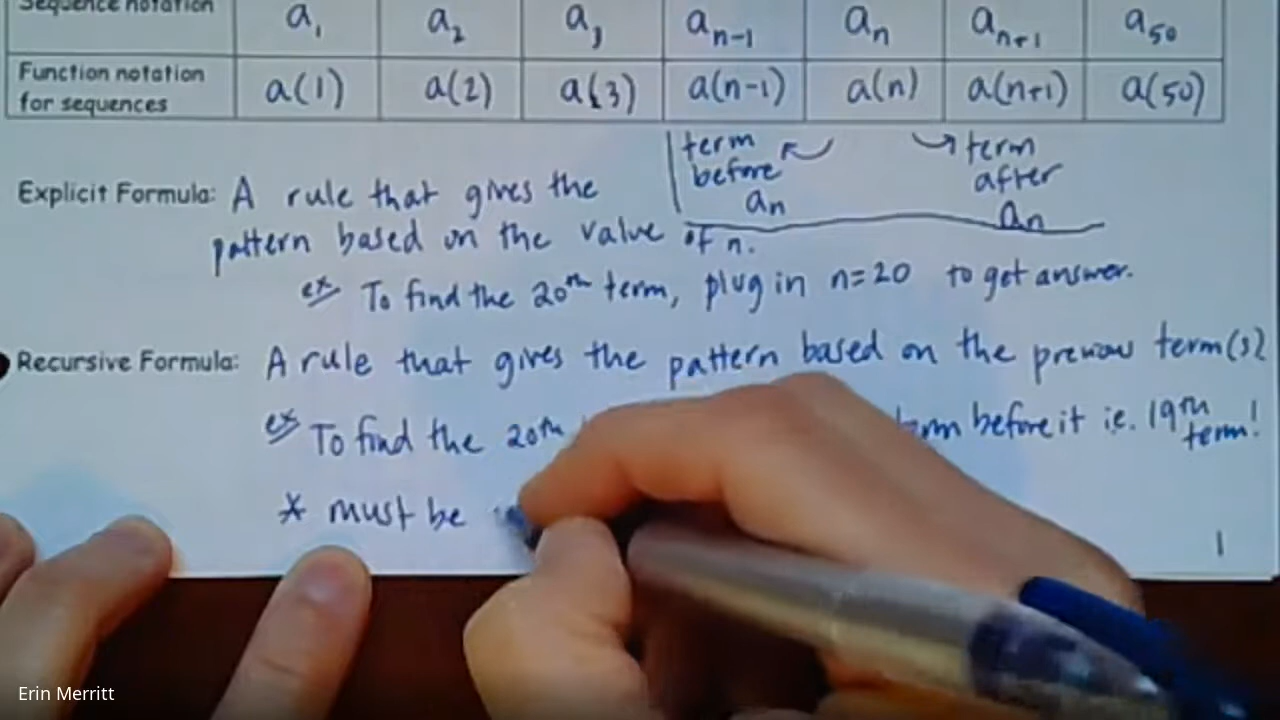 Sequence notation a₁ a₂ a₃ aₙ₋₁ aₙ aₙ₊₁ a₅₀
Function notation
for sequences a(1) a(2) a(3) a(n-1) a(n) a(n+1) a(50)
term before aₙ
term after aₙ
Explicit Formula: A rule that gives the
pattern based on the value of n.
ex To find the 20th term, plug in n=20 to get answer.
Recursive Formula: A rule that gives the pattern based on the previous term(s)
ex To find the 20th term before it i.e. 19th term!
* must be
1
Erin Merritt